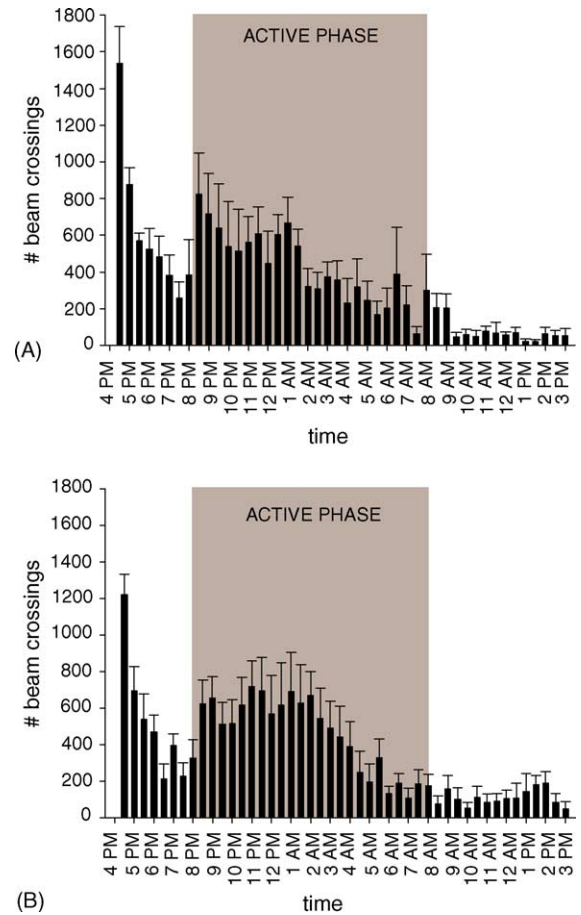 1800
1600
1400
1200
1000
800
600
400
200
0
# beam crossings
ACTIVE PHASE
(A)
4 PM
5 PM
6 PM
7 PM
8 PM
9 PM
10 PM
11 PM
12 PM
1 AM
2 AM
3 AM
4 AM
5 AM
6 AM
7 AM
8 AM
9 AM
10 AM
11 AM
12 AM
1 PM
2 PM
3 PM
time
1800
1600
1400
1200
1000
800
600
400
200
0
# beam crossings
ACTIVE PHASE
4 PM
5 PM
6 PM
7 PM
8 PM
9 PM
10 PM
11 PM
12 PM
1 AM
2 AM
3 AM
4 AM
5 AM
6 AM
7 AM
8 AM
9 AM
10 AM
11 AM
12 AM
1 PM
2 PM
3 PM
(B)
time